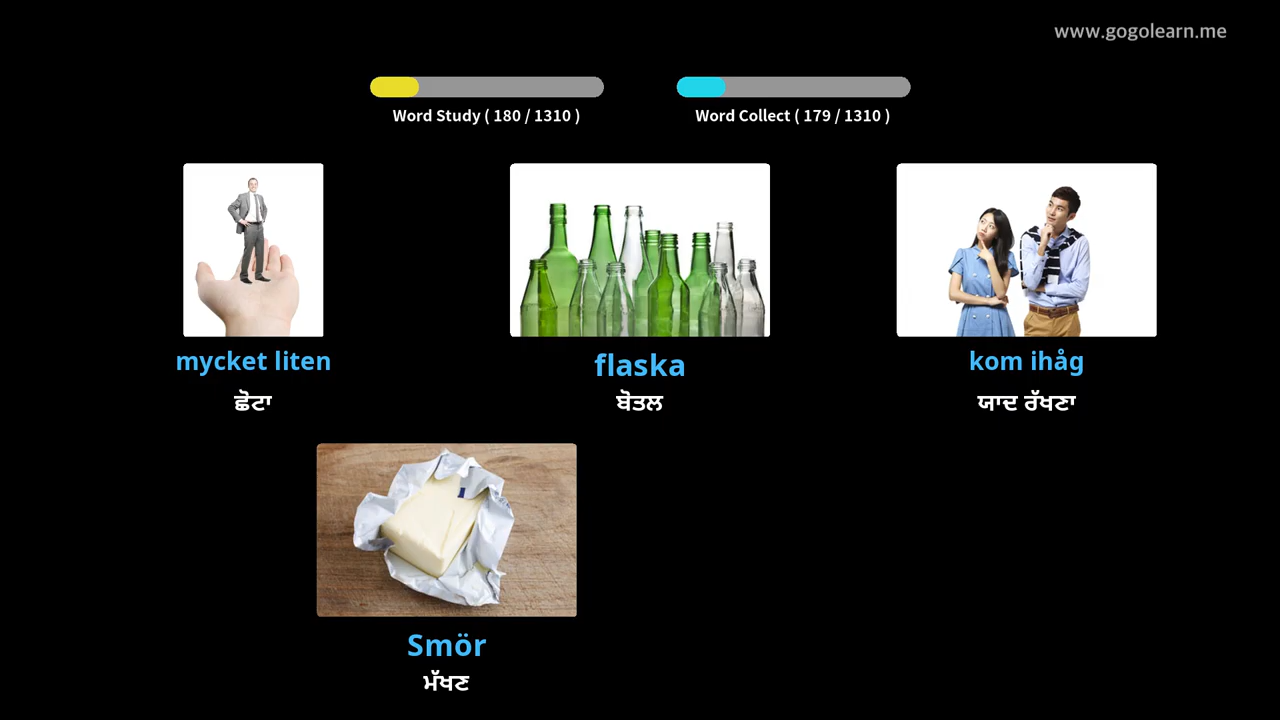 www.gogolearn.me
Word Study ( 180 / 1310 )
Word Collect ( 179 / 1310 )
mycket liten
flaska
kom ihåg
ਛੋਟਾ
ਬੋਤਲ
ਯਾਦ ਰੱਖਣਾ
Smör
ਮੱਖਣ